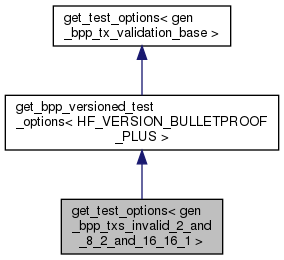 get_test_options< gen
_bpp_tx_validation_base >
get_bpp_versioned_test
_options< HF_VERSION_BULLETPROOF
_PLUS >
get_test_options< gen
_bpp_txs_invalid_2_and
_8_2_and_16_16_1 >